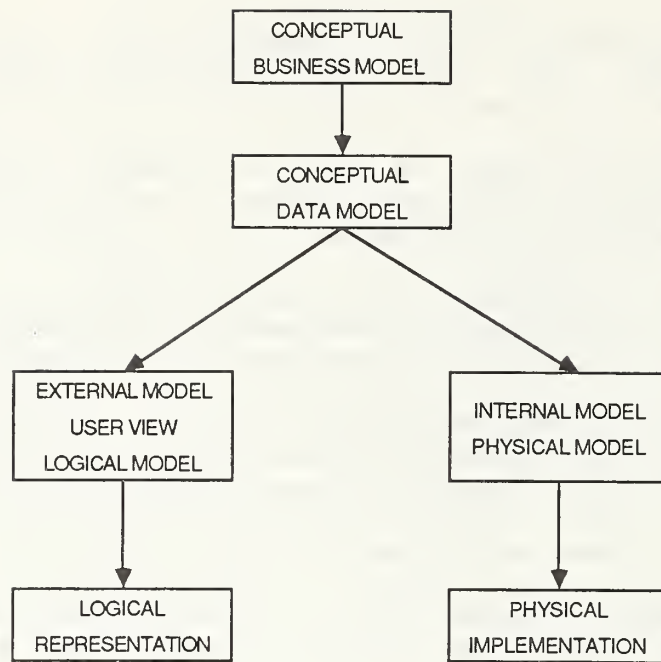 CONCEPTUAL
BUSINESS MODEL
CONCEPTUAL
DATA MODEL
EXTERNAL MODEL
USER VIEW
LOGICAL MODEL
INTERNAL MODEL
PHYSICAL MODEL
LOGICAL
REPRESENTATION
PHYSICAL
IMPLEMENTATION